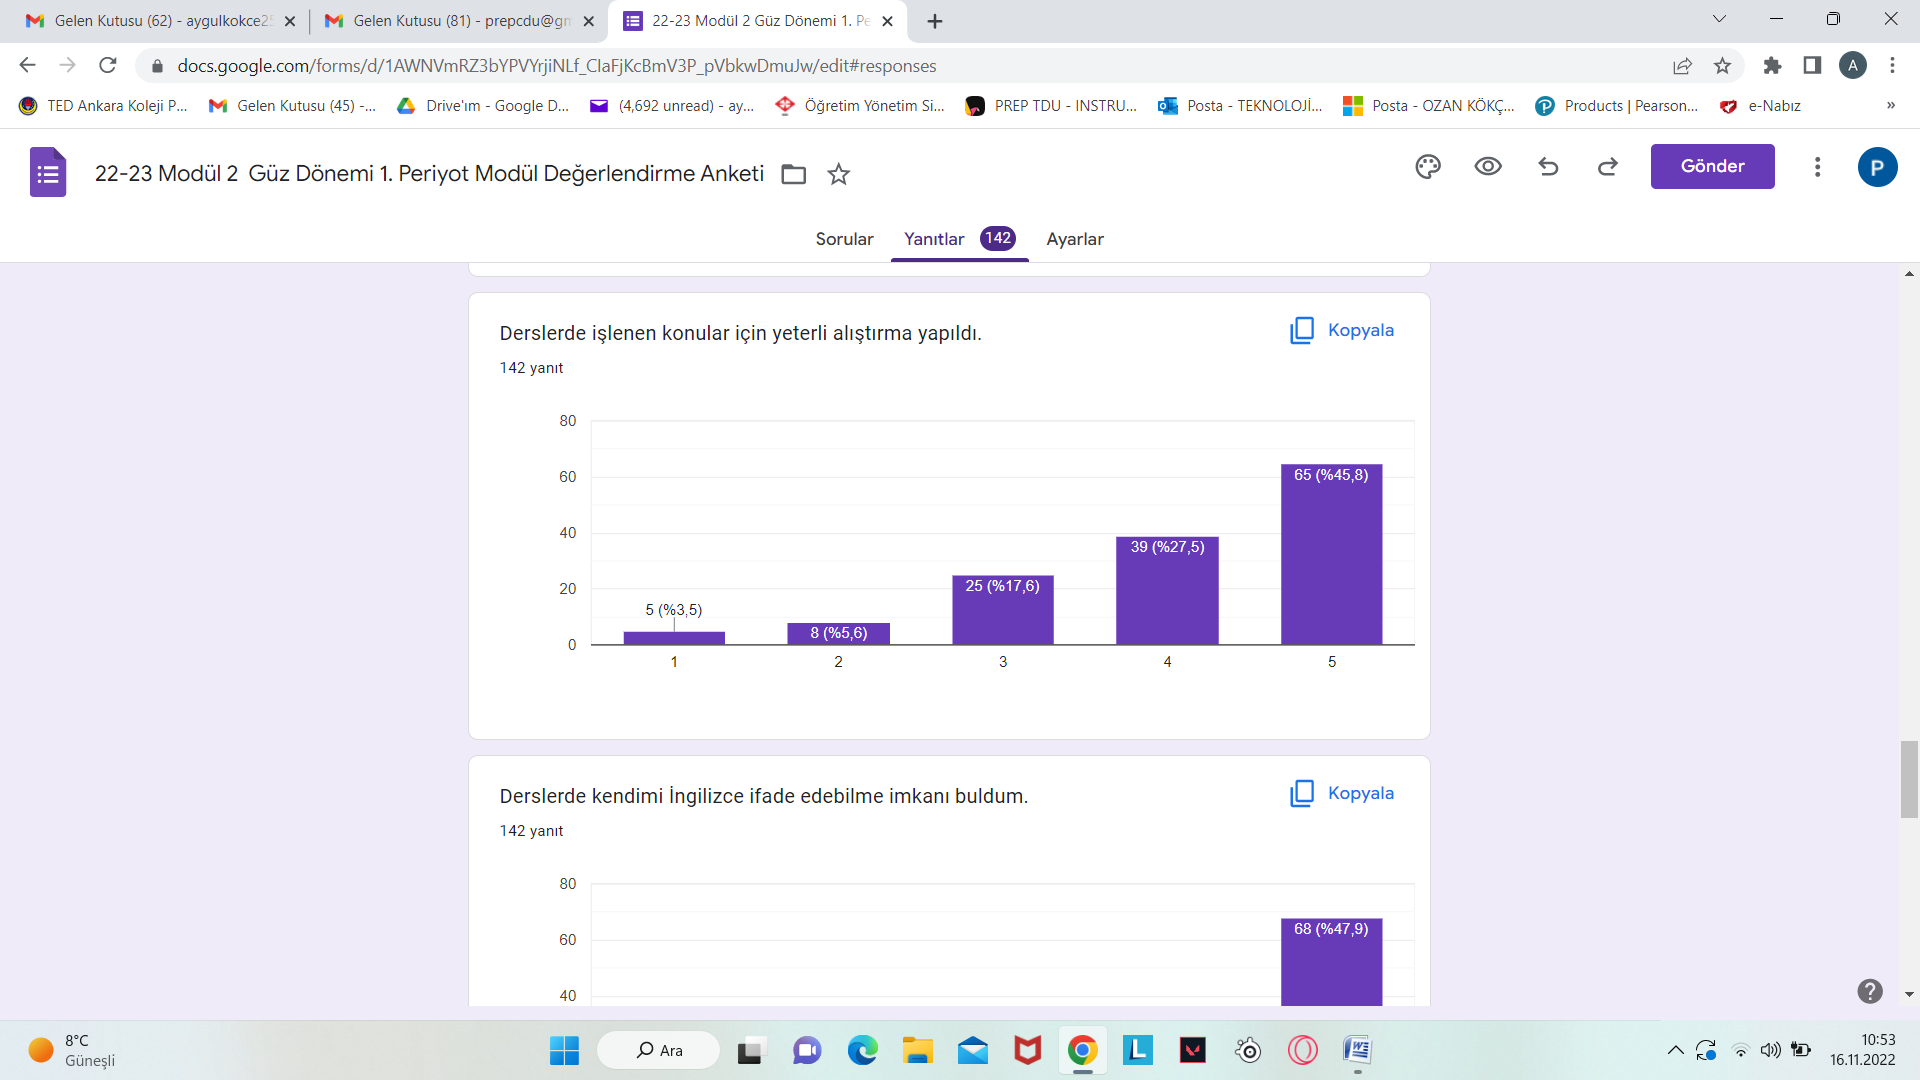 Gelen Kutusu (62) - aygulkokce25
Gelen Kutusu (81) - prepcdu@gm
22-23 Modül 2 Güz Dönemi 1. Pe
docs.google.com/forms/d/1AWNVmRZ3bYPVYrjiNLf_CIaFjKcBmV3P_pVbkwDmuJw/edit#responses
A
TED Ankara Koleji P...
Gelen Kutusu (45) -...
Drive'ım - Google D...
(4,692 unread) - ay...
Öğretim Yönetim Si...
PREP TDU - INSTRU...
Posta - TEKNOLOJİ...
Posta - OZAN KÖKÇ...
Products | Pearson...
e-Nabız
»
22-23 Modül 2 Güz Dönemi 1. Periyot Modül Değerlendirme Anketi
Gönder
P
Sorular
Yanıtlar 142
Ayarlar
Derslerde işlenen konular için yeterli alıştırma yapıldı.
Kopyala
142 yanıt
80
60
40
20
0
5 (%3,5)
8 (%5,6)
25 (%17,6)
39 (%27,5)
65 (%45,8)
1
2
3
4
5
Derslerde kendimi İngilizce ifade edebilme imkanı buldum.
Kopyala
142 yanıt
80
60
40
68 (%47,9)
?
8°C
Güneşli
Ara
L
10:53
16.11.2022